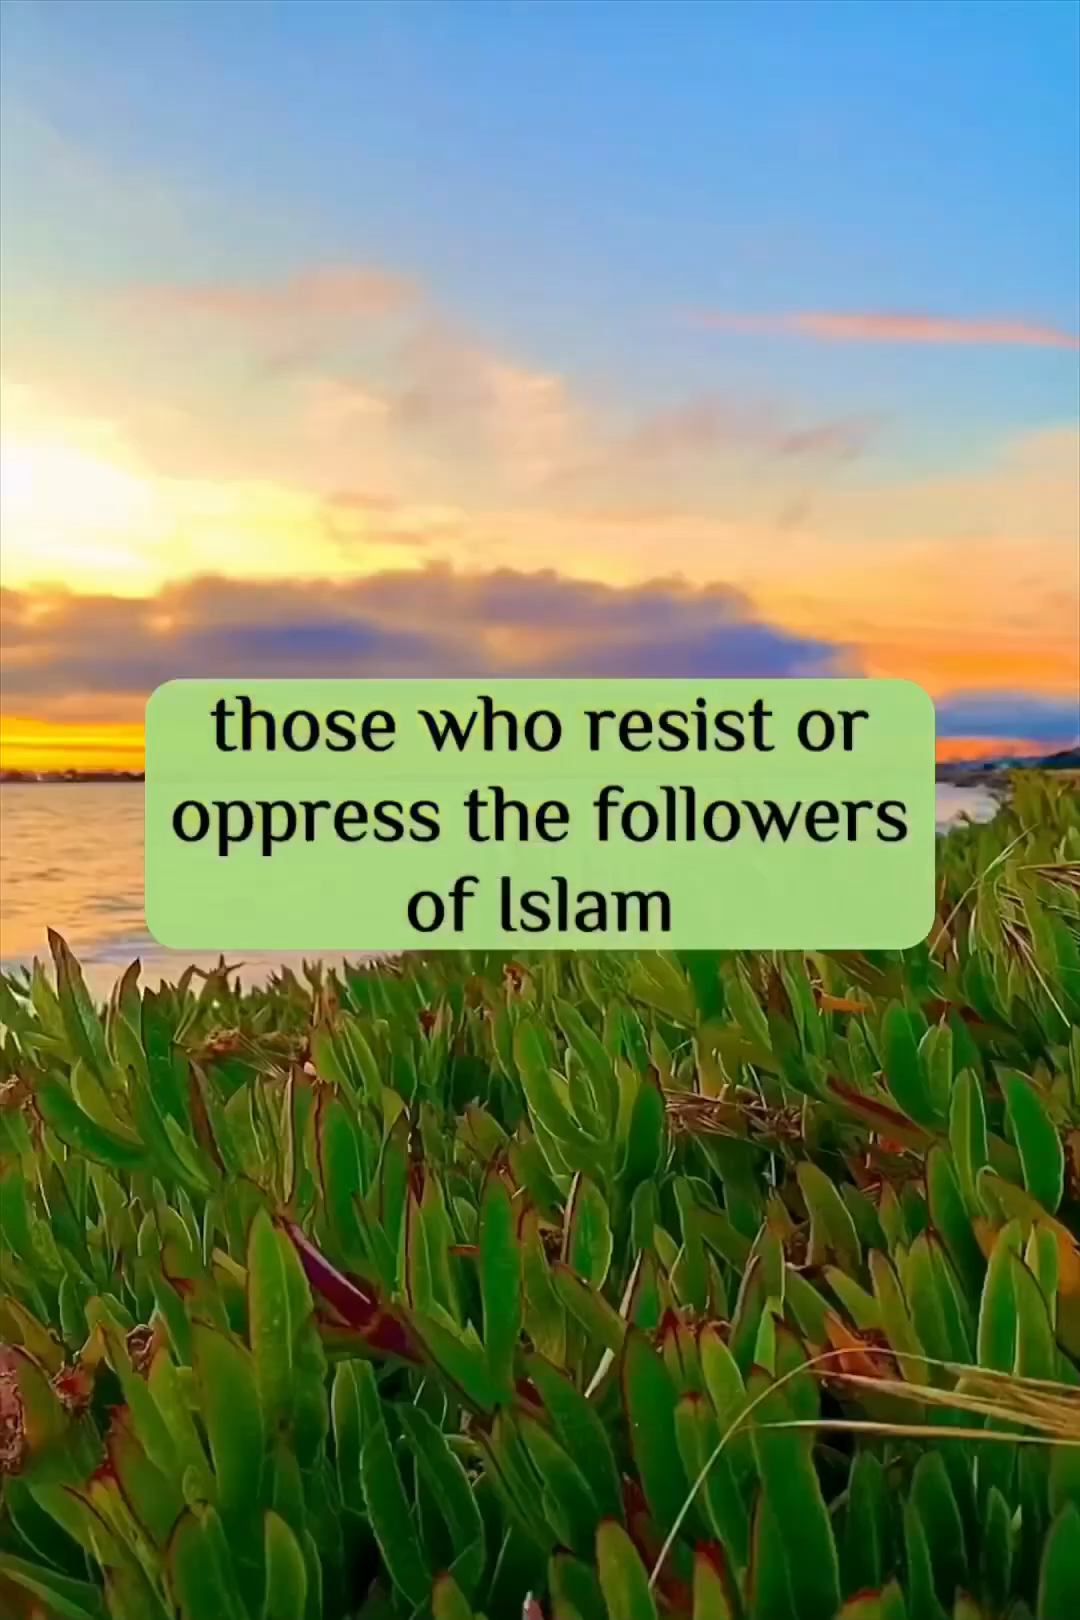 those who resist or
oppress the followers
of Islam